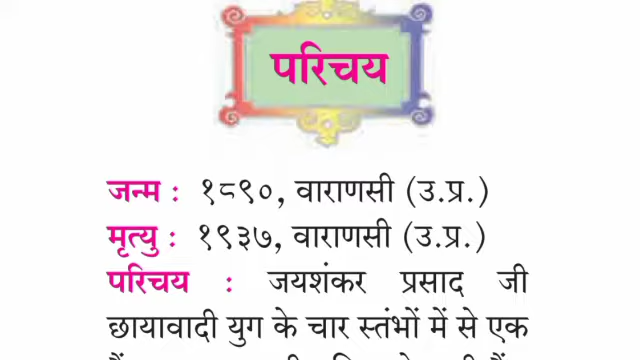 परिचय
जन्म : १८९०, वाराणसी (उ.प्र.)
मृत्यु : १९३७, वाराणसी (उ.प्र.)
परिचय : जयशंकर प्रसाद जी
छायावादी युग के चार स्तंभों में से एक